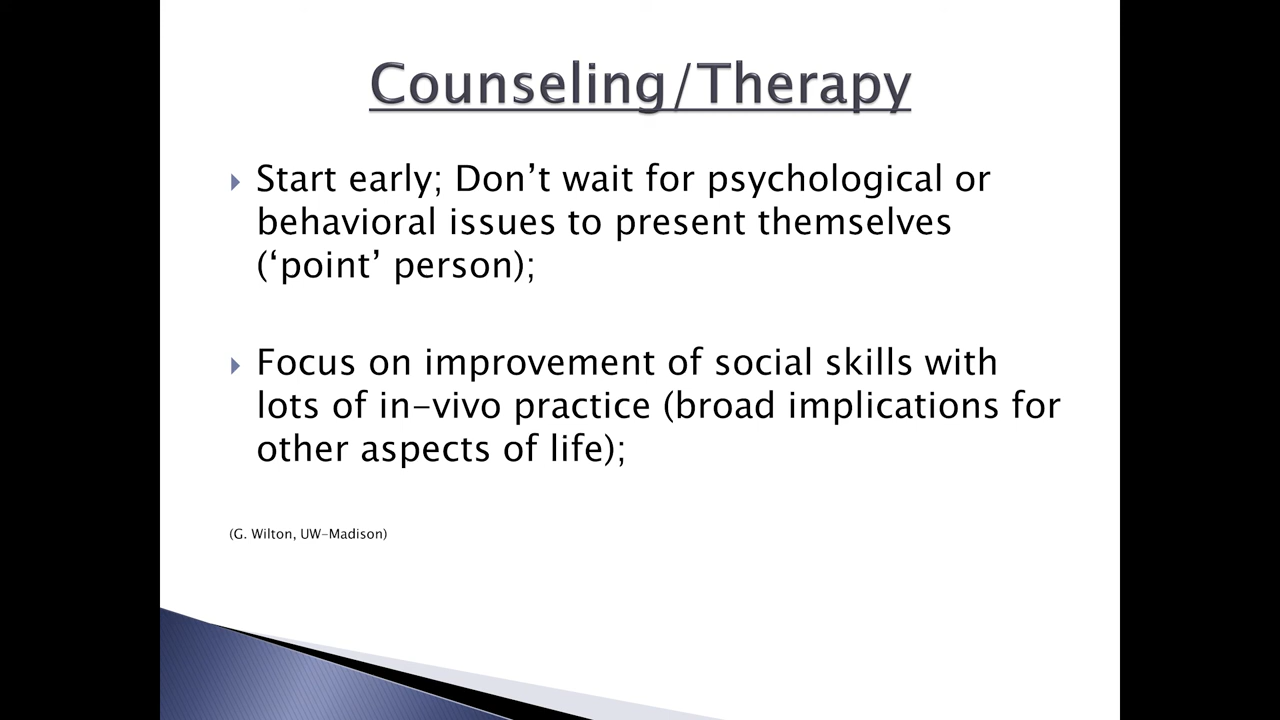 Counseling/Therapy
Start early; Don’t wait for psychological or
behavioral issues to present themselves
(‘point’ person);
Focus on improvement of social skills with
lots of in-vivo practice (broad implications for
other aspects of life);
(G. Wilton, UW-Madison)